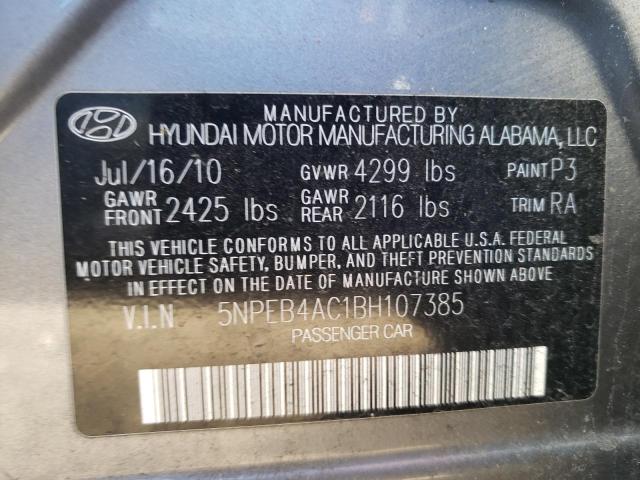 MANUFACTURED BY
HYUNDAI MOTOR MANUFACTURING ALABAMA, LLC
Jul/16/10 GVWR 4299 lbs PAINT P3
GAWR FRONT 2425 lbs GAWR REAR 2116 lbs TRIM RA
THIS VEHICLE CONFORMS TO ALL APPLICABLE U.S.A. FEDERAL
MOTOR VEHICLE SAFETY, BUMPER, AND THEFT PREVENTION STANDARDS
IN EFFECT ON THE DATE OF MANUFACTURE SHOWN ABOVE
V.I.N 5NPEB4AC1BH107385
PASSENGER CAR